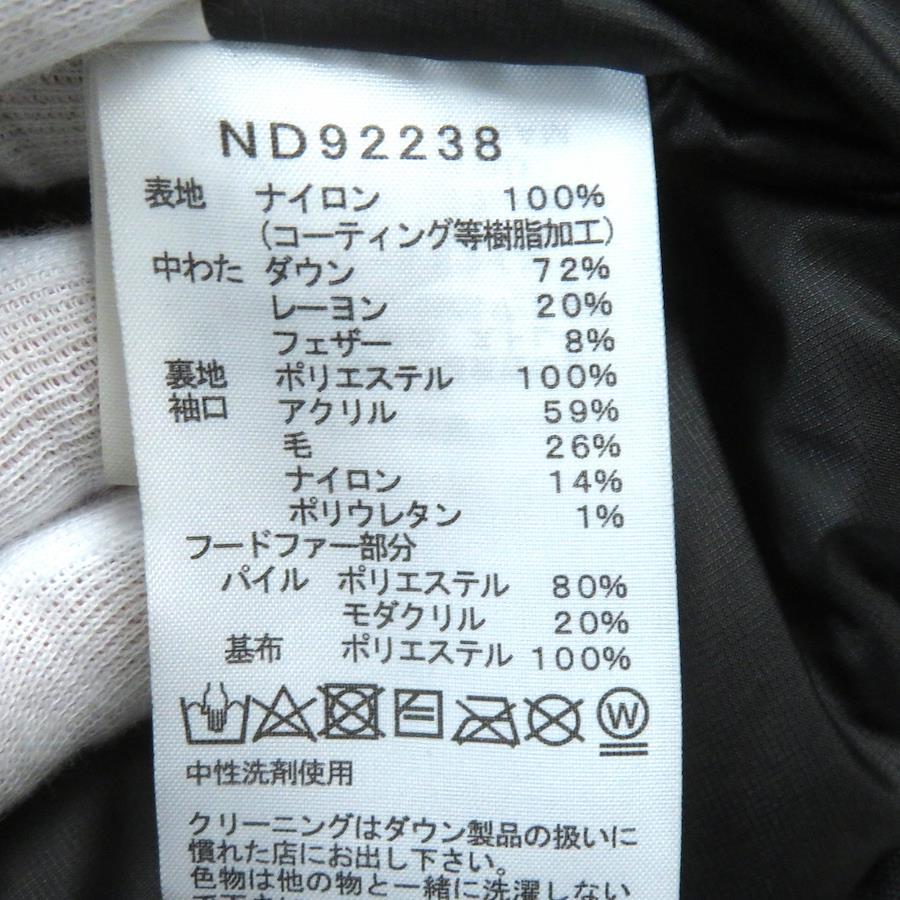 ND92238
表地 ナイロン 100%
(コーティング等樹脂加工)
中わた ダウン 72%
レーヨン 20%
フェザー 8%
裏地 ポリエステル 100%
袖口 アクリル 59%
毛 26%
ナイロン 14%
ポリウレタン 1%
フードファー部分
パイル ポリエステル 80%
モダクリル 20%
基布 ポリエステル 100%
W
中性洗剤使用
クリーニングはダウン製品の扱いに
慣れた店にお出し下さい。
色物は他の物と一緒に洗濯しない